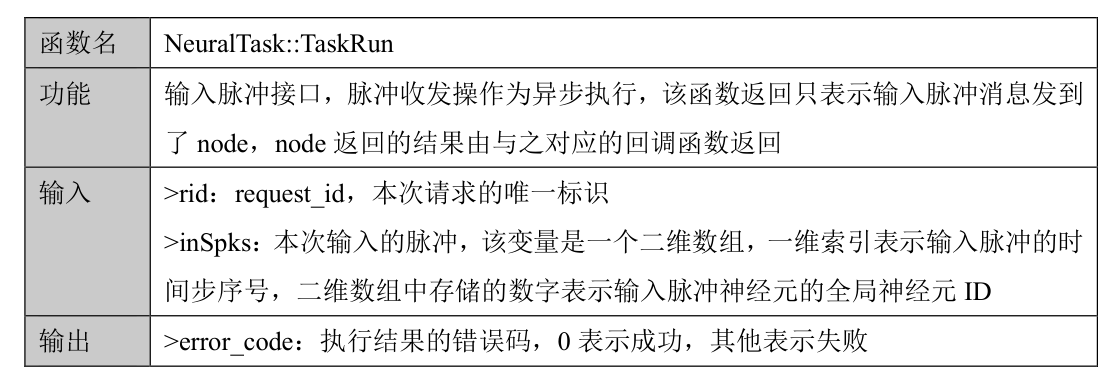 函数名 NeuralTask::TaskRun
功能 输入脉冲接口，脉冲收发操作为异步执行，该函数返回只表示输入脉冲消息发到
了 node，node 返回的结果由与之对应的回调函数返回
输入 >rid：request_id，本次请求的唯一标识
>inSpks：本次输入的脉冲，该变量是一个二维数组，一维索引表示输入脉冲的时
间步序号，二维数组中存储的数字表示输入脉冲神经元的全局神经元 ID
输出 >error_code：执行结果的错误码，0 表示成功，其他表示失败